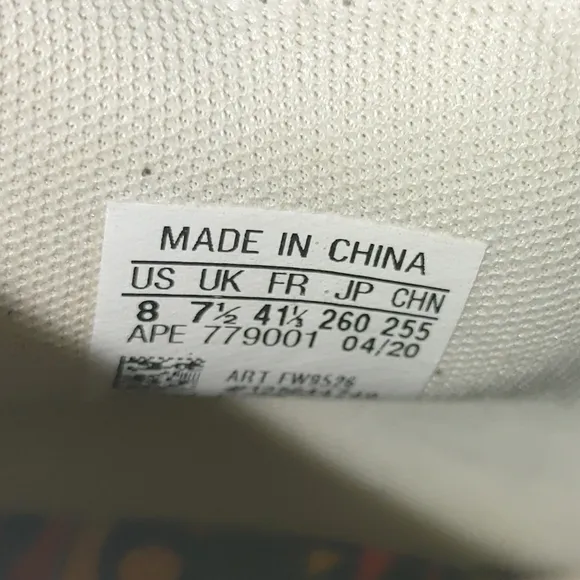 MADE IN CHINA
US UK FR JP CHN
8 7½ 41⅓ 260 255
APE 779001 04/20
ART